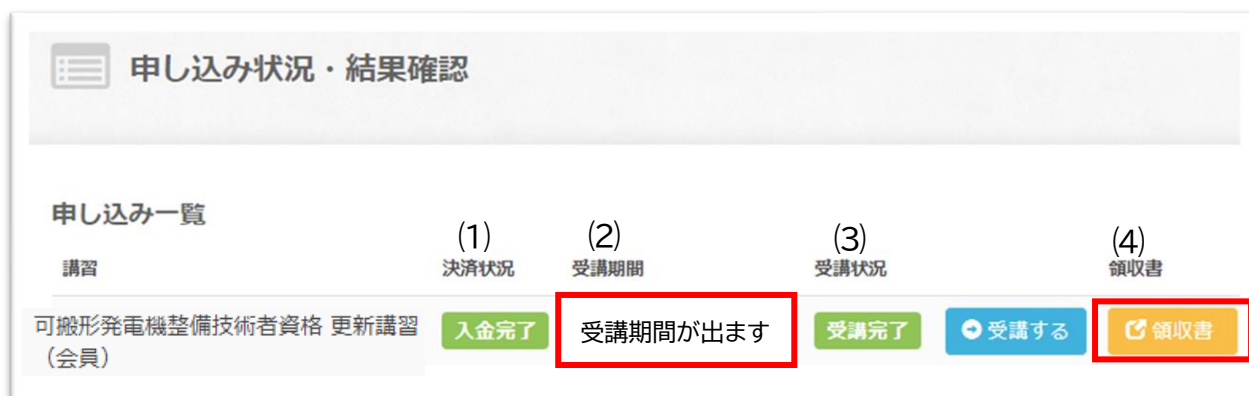 申し込み状況・結果確認
申し込み一覧
(1) (2) (3) (4)
講習 決済状況 受講期間 受講状況 領収書
可搬形発電機整備技術者資格 更新講習 入金完了 受講期間が出ます 受講完了 受講する 領収書
（会員）